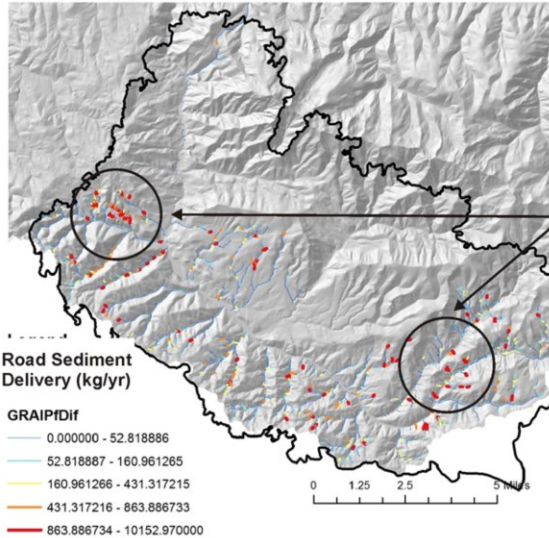 Road Sediment
Delivery (kg/yr)
GRAIPfDif
0.000000 - 52.818886
52.818887 - 160.961265
160.961266 - 431.317215
431.317216 - 863.886733
863.886734 - 10152.970000
0 1.25 2.5 5 Miles